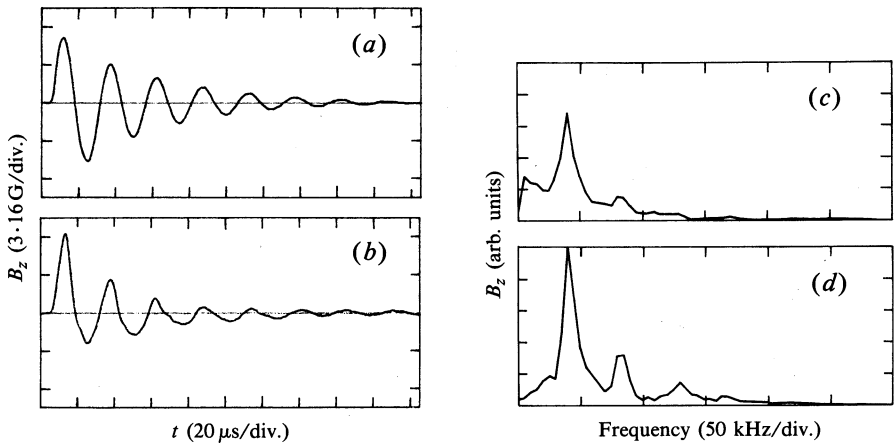 (a)
(b)
B_z (3·16 G/div.)
t (20 μs/div.)
(c)
(d)
B_z (arb. units)
Frequency (50 kHz/div.)